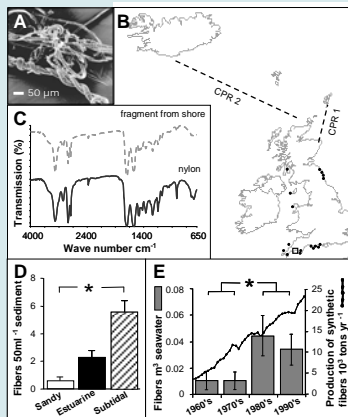 A
50 µm
B
CPR 2
CPR 1
C
fragment from shore
nylon
Transmission (%)
4000
1400
650
Wave number cm-1
D
*
Fibers 50ml -1 sediment
8
6
4
2
0
Sandy
Estuarine
Subtidal
E
*
Fibers m3 seawater
0.08
0.06
0.04
0.02
0
1960's
1970's
1980's
1990's
25
20
15
10
5
0
Production of synthetic
fibers 10³ tons yr -1